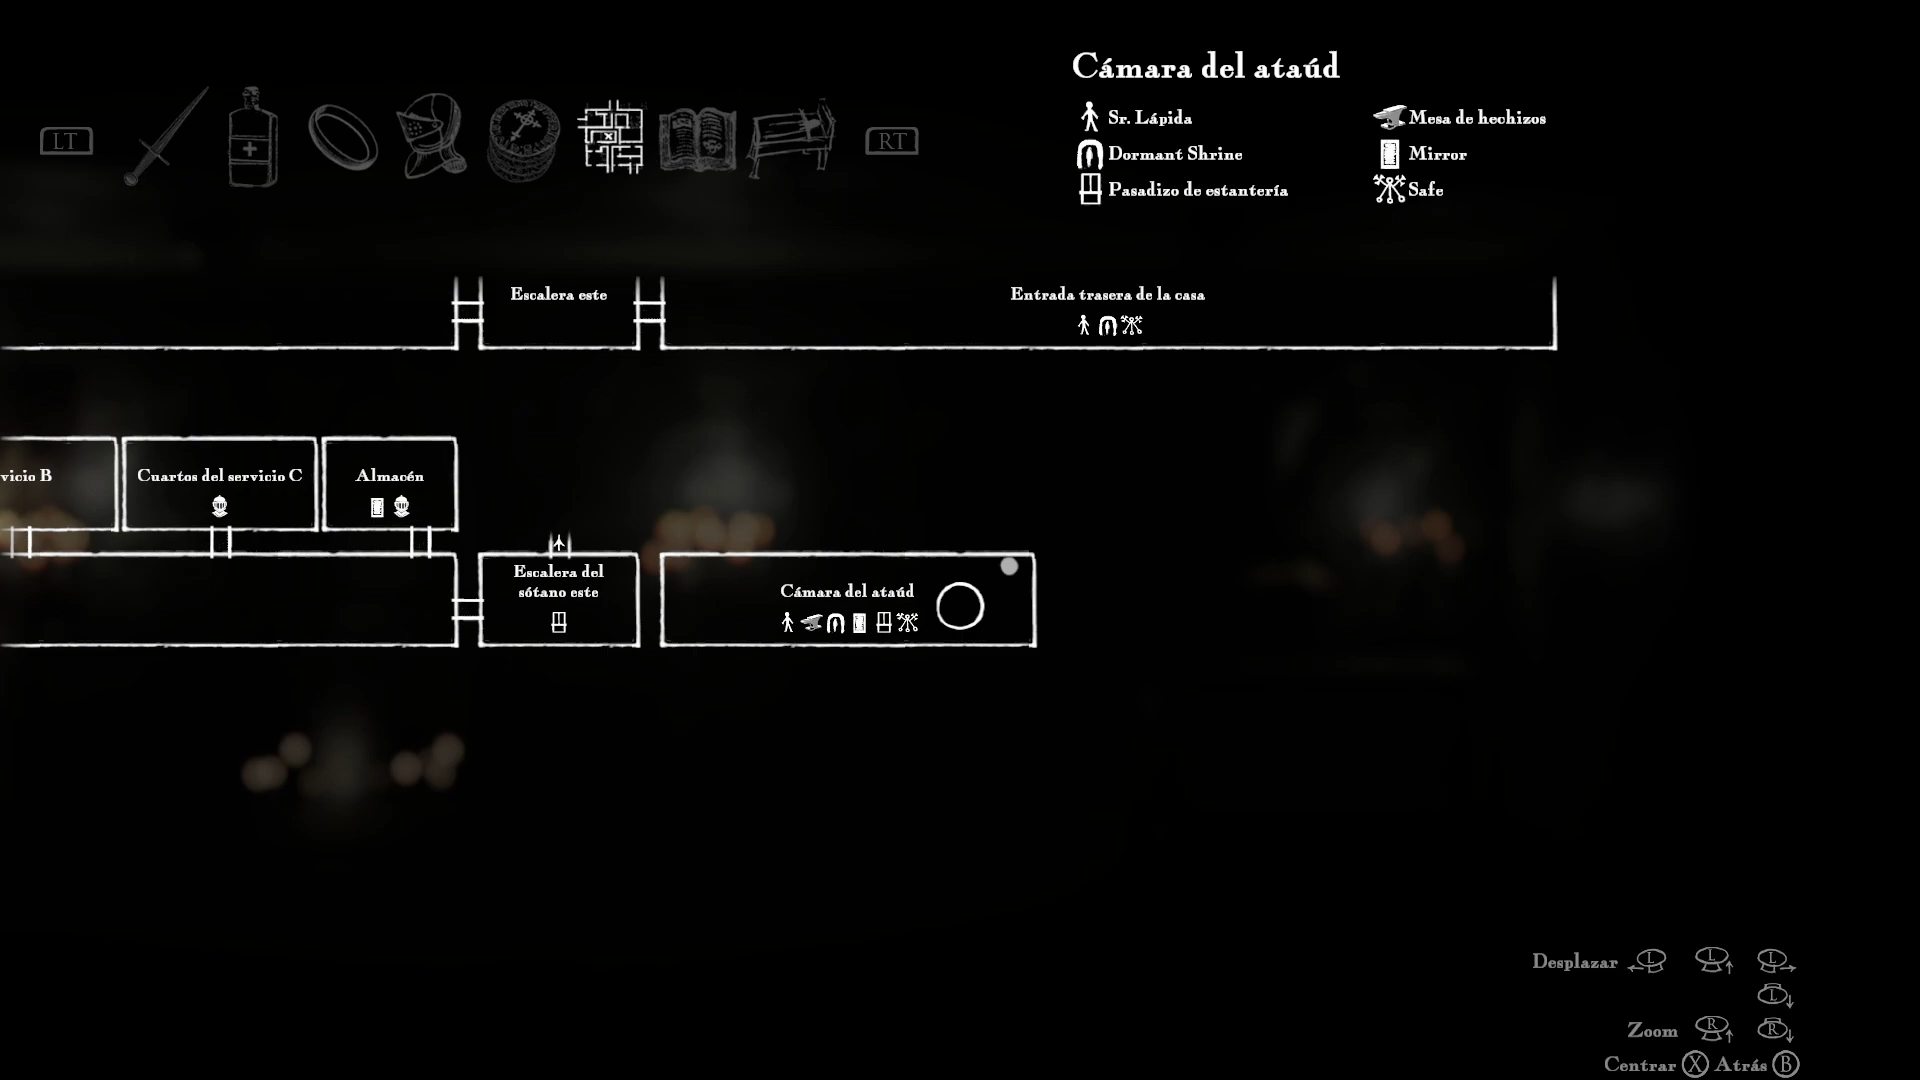 LT
RT
Cámara del ataúd
Sr. Lápida
Mesa de hechizos
Dormant Shrine
Mirror
Pasadizo de estantería
Safe
Escalera este
Entrada trasera de la casa
vicio B
Cuartos del servicio C
Almacén
Escalera del
sótano este
Cámara del ataúd
Desplazar L L L
L
Zoom R R
Centrar X Atrás B